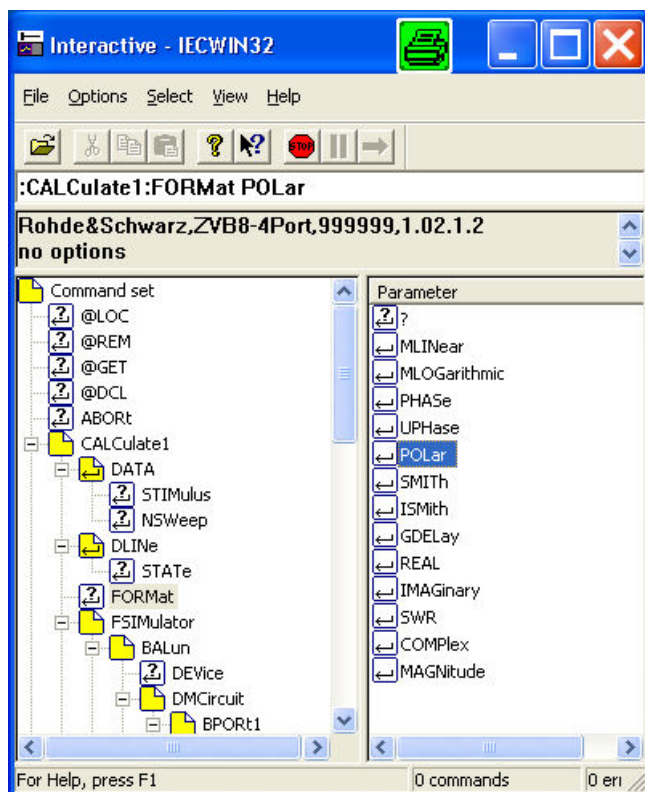 Interactive - IECWIN32
File Options Select View Help
STOP
:CALCulate1:FORMat POLar
Rohde&Schwarz,ZVB8-4Port,999999,1.02.1.2
no options
Command set
@LOC
@REM
@GET
@DCL
ABORt
CALCulate1
DATA
STIMulus
NSWeep
DLINe
STATe
FORMat
FSIMulator
BALun
DEVice
DMCircuit
BPORt1
Parameter
?
MLINear
MLOGarithmic
PHASe
UPHase
POLar
SMITh
ISMith
GDELay
REAL
IMAGinary
SWR
COMPlex
MAGNitude
For Help, press F1
0 commands
0 err